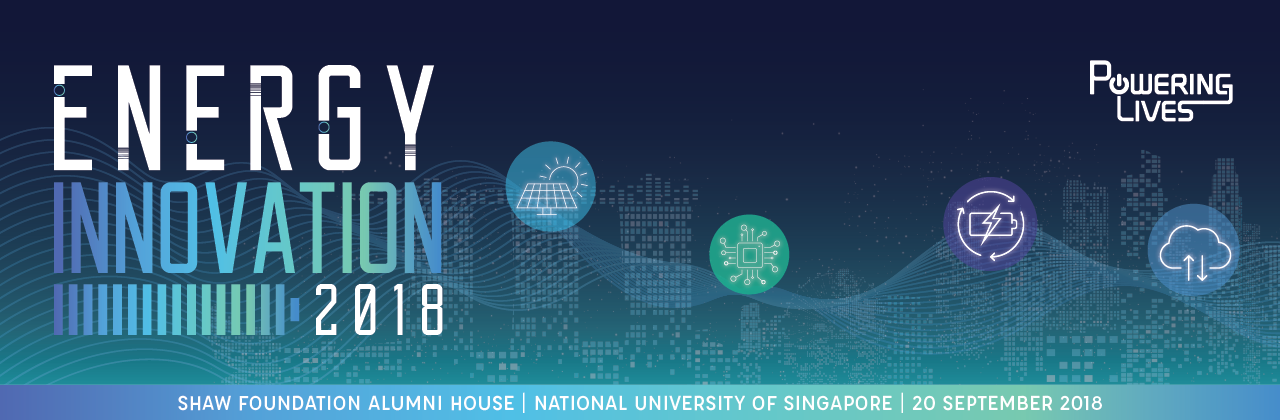 ENERGY
INNOVATION
2018
POWERING
LIVES
SHAW FOUNDATION ALUMNI HOUSE | NATIONAL UNIVERSITY OF SINGAPORE | 20 SEPTEMBER 2018